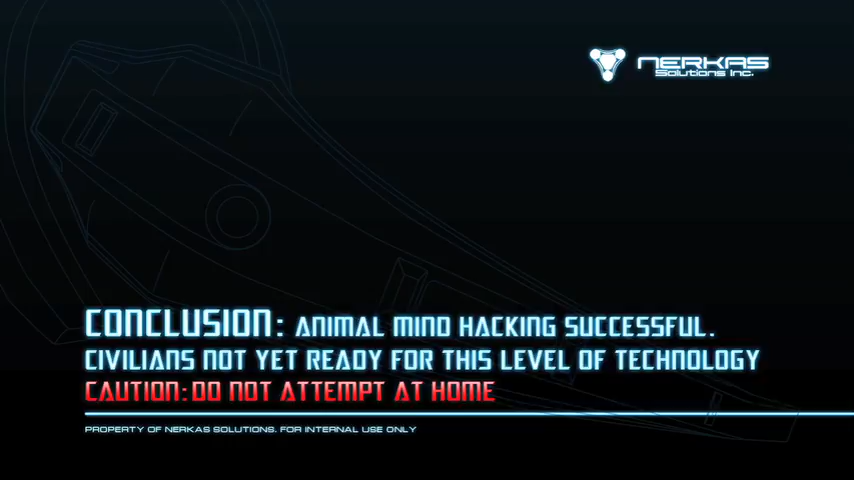 NERKAS
Solutions Inc.
CONCLUSION: ANIMAL MIND HACKING SUCCESSFUL.
CIVILIANS NOT YET READY FOR THIS LEVEL OF TECHNOLOGY
CAUTION: DO NOT ATTEMPT AT HOME
PROPERTY OF NERKAS SOLUTIONS. FOR INTERNAL USE ONLY